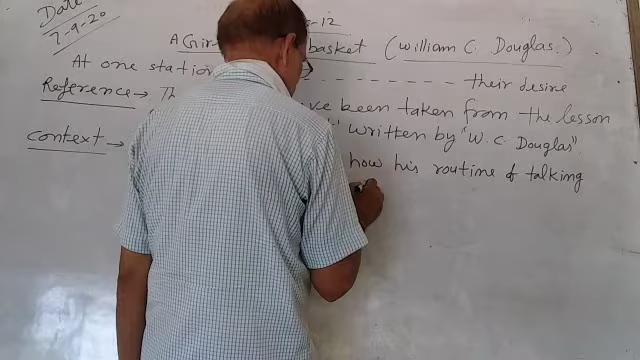 Date
7-9-20
-12
A Gir basket (William C. Douglas.)
At one station ----------- their desire
Reference → Th ve been taken from the lesson
" written by "W. C. Douglas"
Context → how his routine of talking